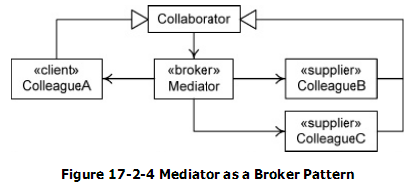 Collaborator
«client»
ColleagueA
«broker»
Mediator
«supplier»
ColleagueB
«supplier»
ColleagueC
Figure 17-2-4 Mediator as a Broker Pattern